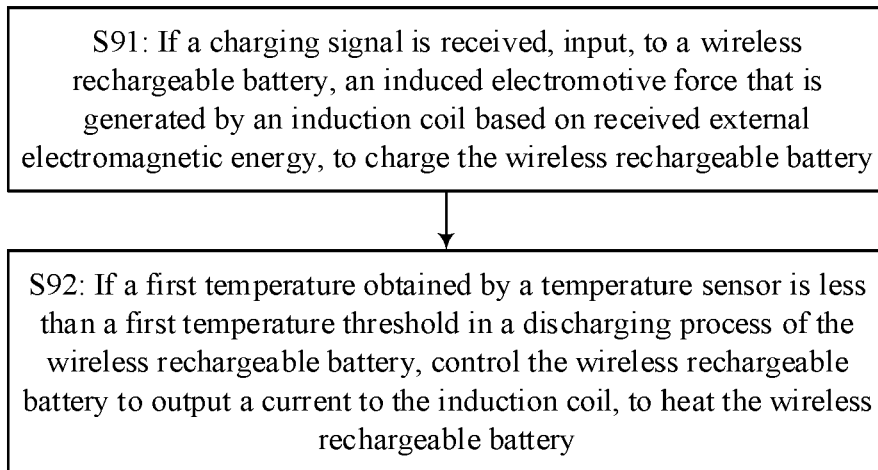 S91: If a charging signal is received, input, to a wireless
rechargeable battery, an induced electromotive force that is
generated by an induction coil based on received external
electromagnetic energy, to charge the wireless rechargeable battery
S92: If a first temperature obtained by a temperature sensor is less
than a first temperature threshold in a discharging process of the
wireless rechargeable battery, control the wireless rechargeable
battery to output a current to the induction coil, to heat the wireless
rechargeable battery